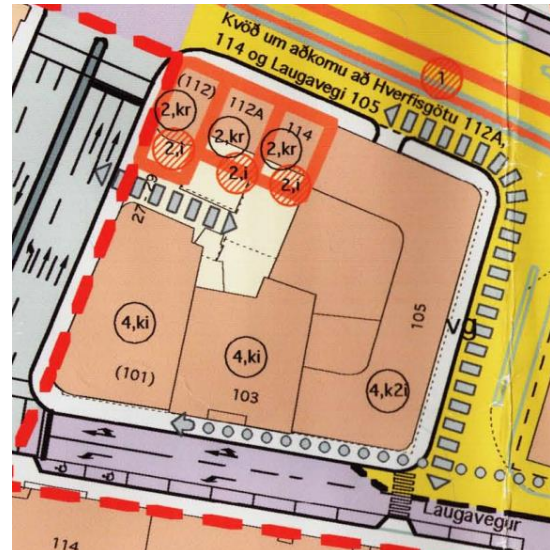 Kvöð um aðkomu að Hverfisgötu 112A,
114 og Laugavegi 105
1
(112)
112A
114
2,kr
2,kr
2,kr
2,i
2,i
2,i
4,ki
(101)
4,ki
103
105
4,k2i
Laugavegur
114